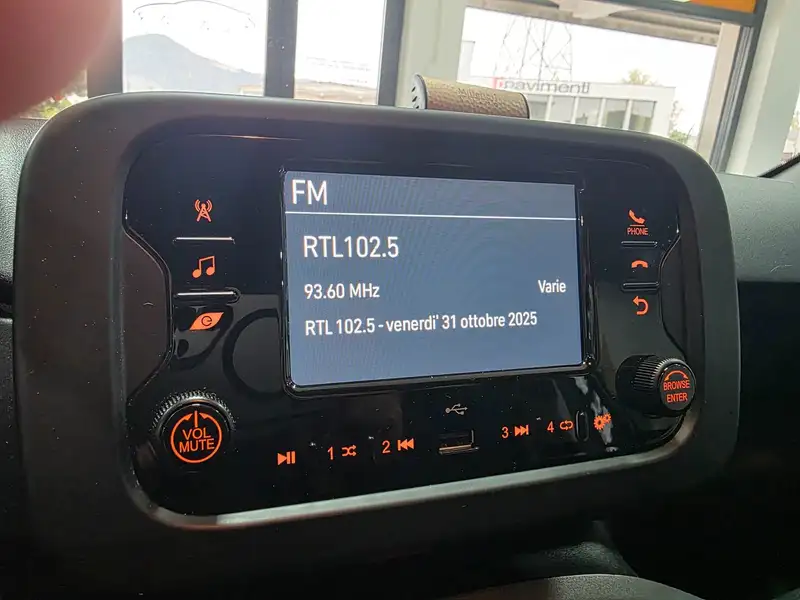 pavimenti
FM
RTL102.5
93.60 MHz
Varie
RTL 102.5 - venerdi' 31 ottobre 2025
PHONE
VOL
MUTE
BROWSE
ENTER
1
2
3
4